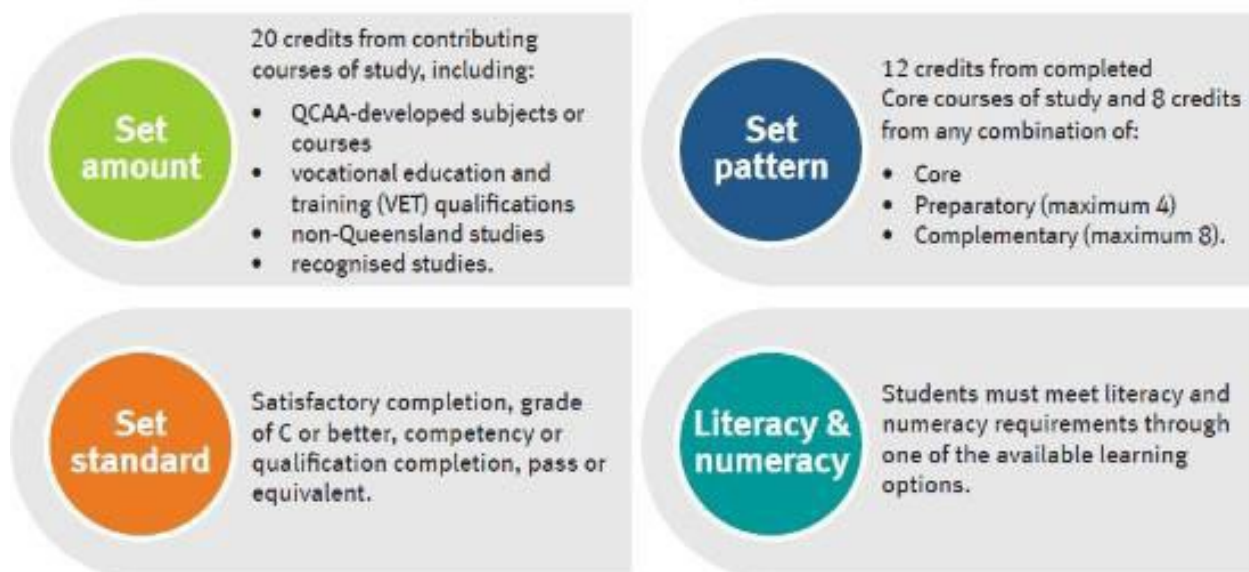 Set
amount
20 credits from contributing
courses of study, including:
• QCAA-developed subjects or
courses
• vocational education and
training (VET) qualifications
• non-Queensland studies
• recognised studies.
Set
pattern
12 credits from completed
Core courses of study and 8 credits
from any combination of:
• Core
• Preparatory (maximum 4)
• Complementary (maximum 8).
Set
standard
Satisfactory completion, grade
of C or better, competency or
qualification completion, pass or
equivalent.
Literacy &
numeracy
Students must meet literacy and
numeracy requirements through
one of the available learning
options.